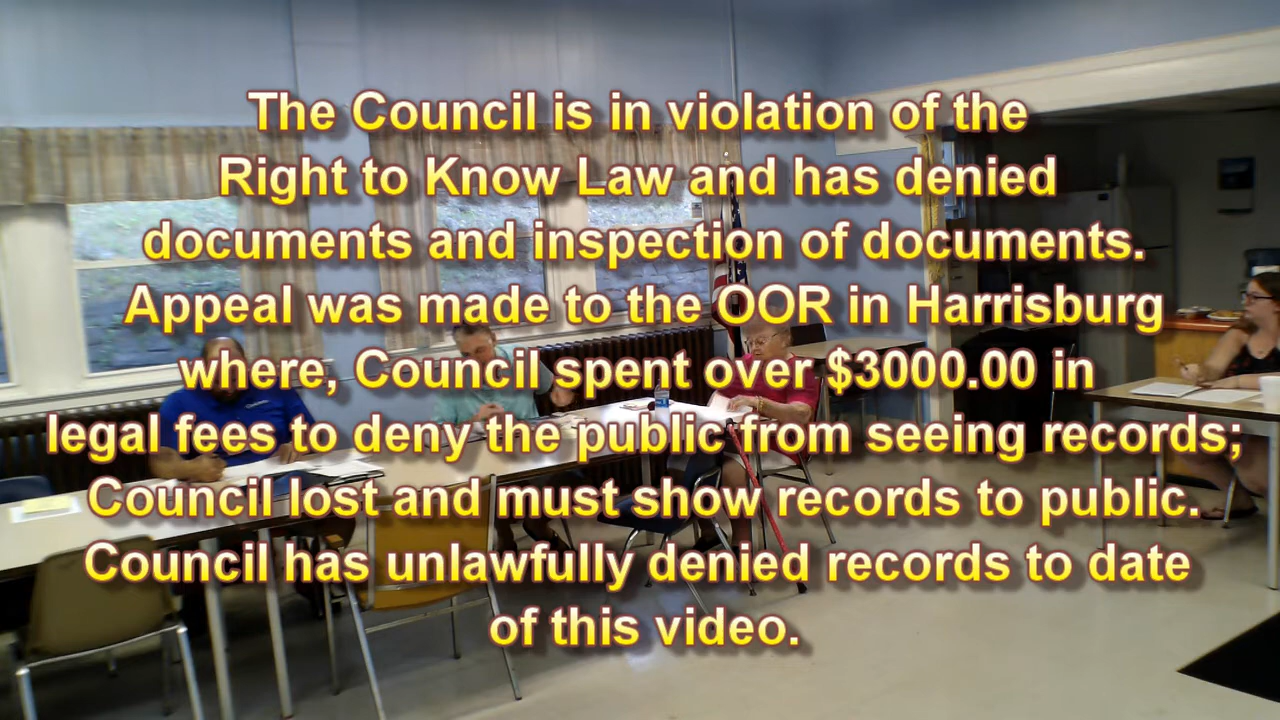 The Council is in violation of the
Right to Know Law and has denied
documents and inspection of documents.
Appeal was made to the OOR in Harrisburg
where, Council spent over $3000.00 in
legal fees to deny the public from seeing records;
Council lost and must show records to public.
Council has unlawfully denied records to date
of this video.